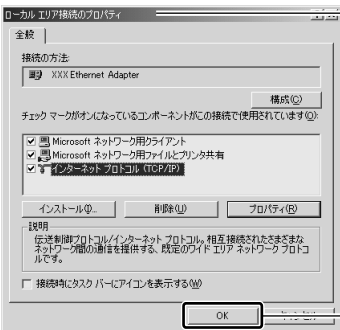 ローカル エリア接続のプロパティ
全般
接続の方法:
XXX Ethernet Adapter
構成(C)
チェック マークがオンになっているコンポーネントがこの接続で使用されています(O):
Microsoft ネットワーク用クライアント
Microsoft ネットワーク用ファイルとプリンタ共有
インターネット プロトコル (TCP/IP)
インストール(I)...
削除(U)
プロパティ(R)
説明
伝送制御プロトコル/インターネット プロトコル。相互接続されたさまざまな
ネットワーク間の通信を提供する、既定のワイド エリア ネットワーク プロトコ
ルです。
接続時にタスク バーにアイコンを表示する(W)
OK